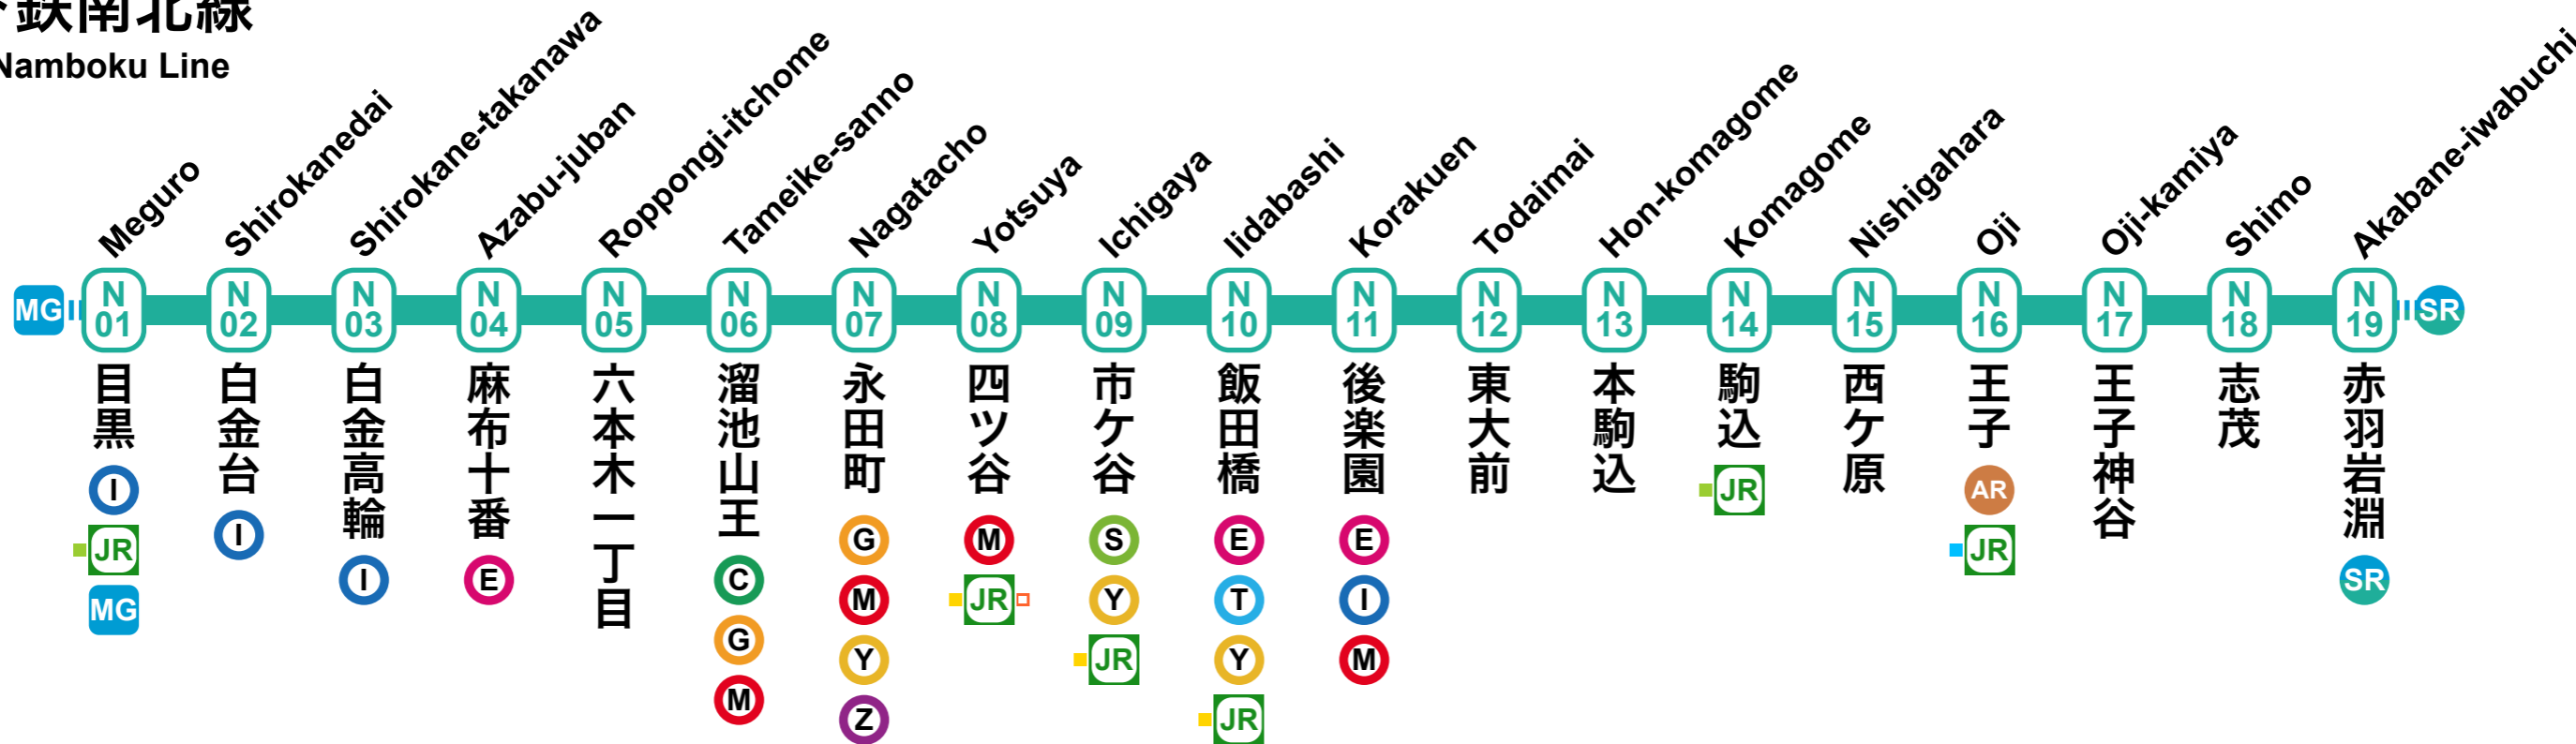 鉄南北線
Namboku Line
Meguro
Shirokanedai
Shirokane-takanawa
Azabu-juban
Roppongi-itchome
Tameike-sanno
Nagatacho
Yotsuya
Ichigaya
Iidabashi
Korakuen
Todaimai
Hon-komagome
Komagome
Nishigahara
Oji
Oji-kamiya
Shimo
Akabane-iwabuchi
MG
N
01
N
02
N
03
N
04
N
05
N
06
N
07
N
08
N
09
N
10
N
11
N
12
N
13
N
14
N
15
N
16
N
17
N
18
N
19
SR
目黒
I
JR
MG
白金台
I
白金高輪
I
麻布十番
E
六本木一丁目
溜池山王
C
G
M
永田町
G
M
Y
Z
四ツ谷
M
JR
市ケ谷
S
Y
JR
飯田橋
E
T
Y
JR
後楽園
E
I
M
東大前
本駒込
駒込
JR
西ケ原
王子
AR
JR
王子神谷
志茂
赤羽岩淵
SR